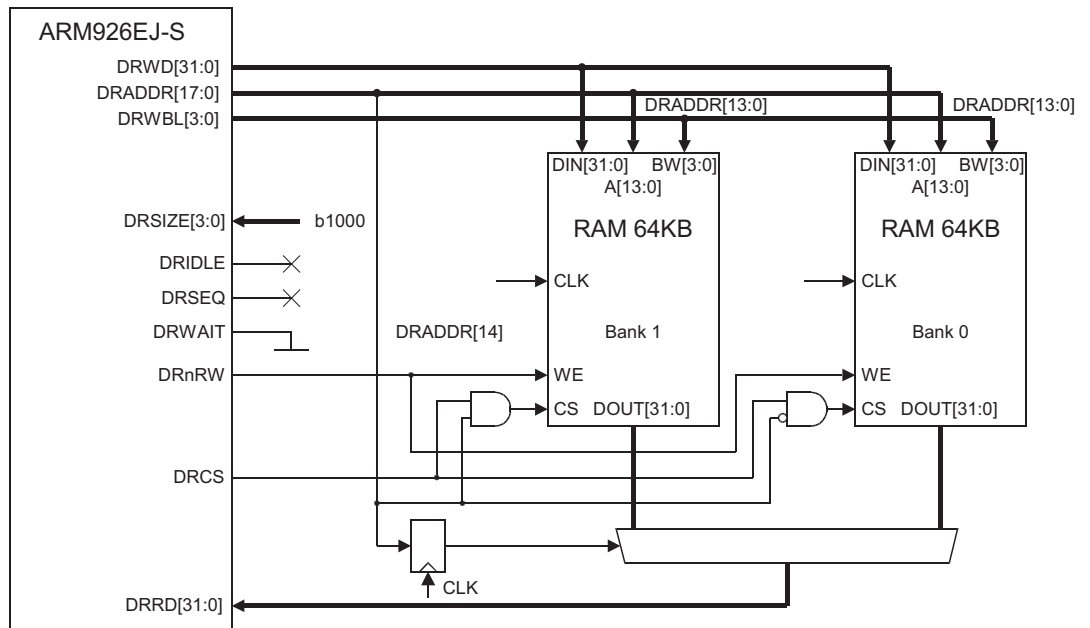 ARM926EJ-S
DRWD[31:0]
DRADDR[17:0]
DRADDR[13:0]
DRADDR[13:0]
DRWBL[3:0]
DIN[31:0] BW[3:0]
A[13:0]
RAM 64KB
DIN[31:0] BW[3:0]
A[13:0]
RAM 64KB
DRSIZE[3:0]
b1000
DRIDLE
CLK
CLK
DRSEQ
DRWAIT
DRADDR[14]
Bank 1
Bank 0
DRnRW
WE
WE
CS DOUT[31:0]
CS DOUT[31:0]
DRCS
CLK
DRRD[31:0]